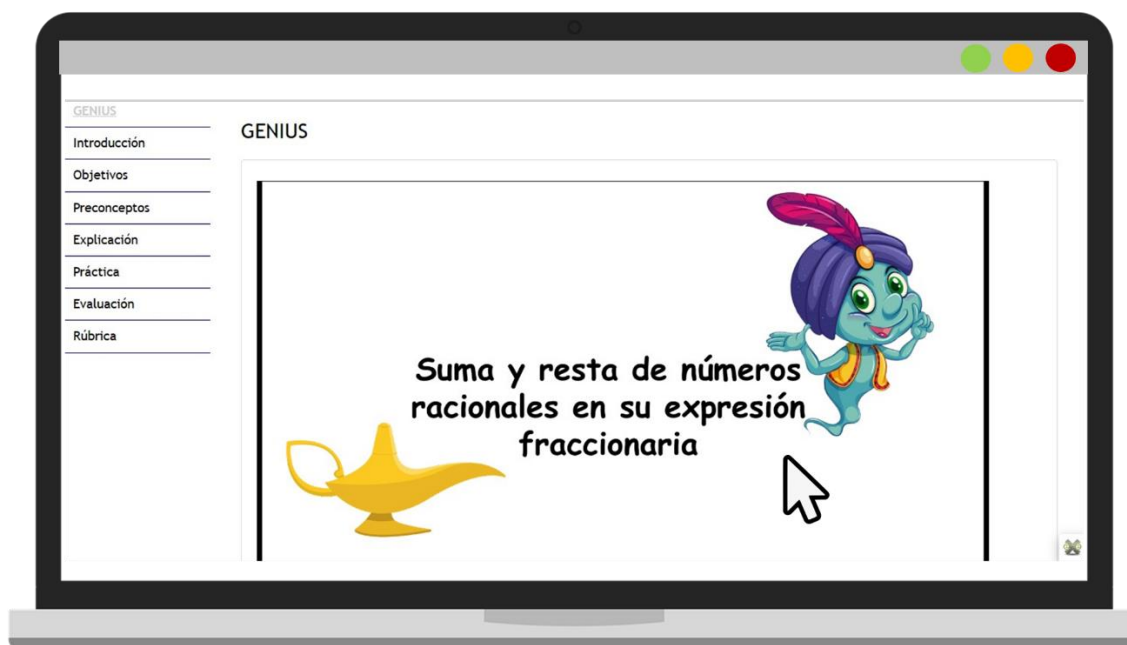 GENIUS
Introducción
Objetivos
Preconceptos
Explicación
Práctica
Evaluación
Rúbrica
GENIUS
Suma y resta de números
racionales en su expresión
fraccionaria